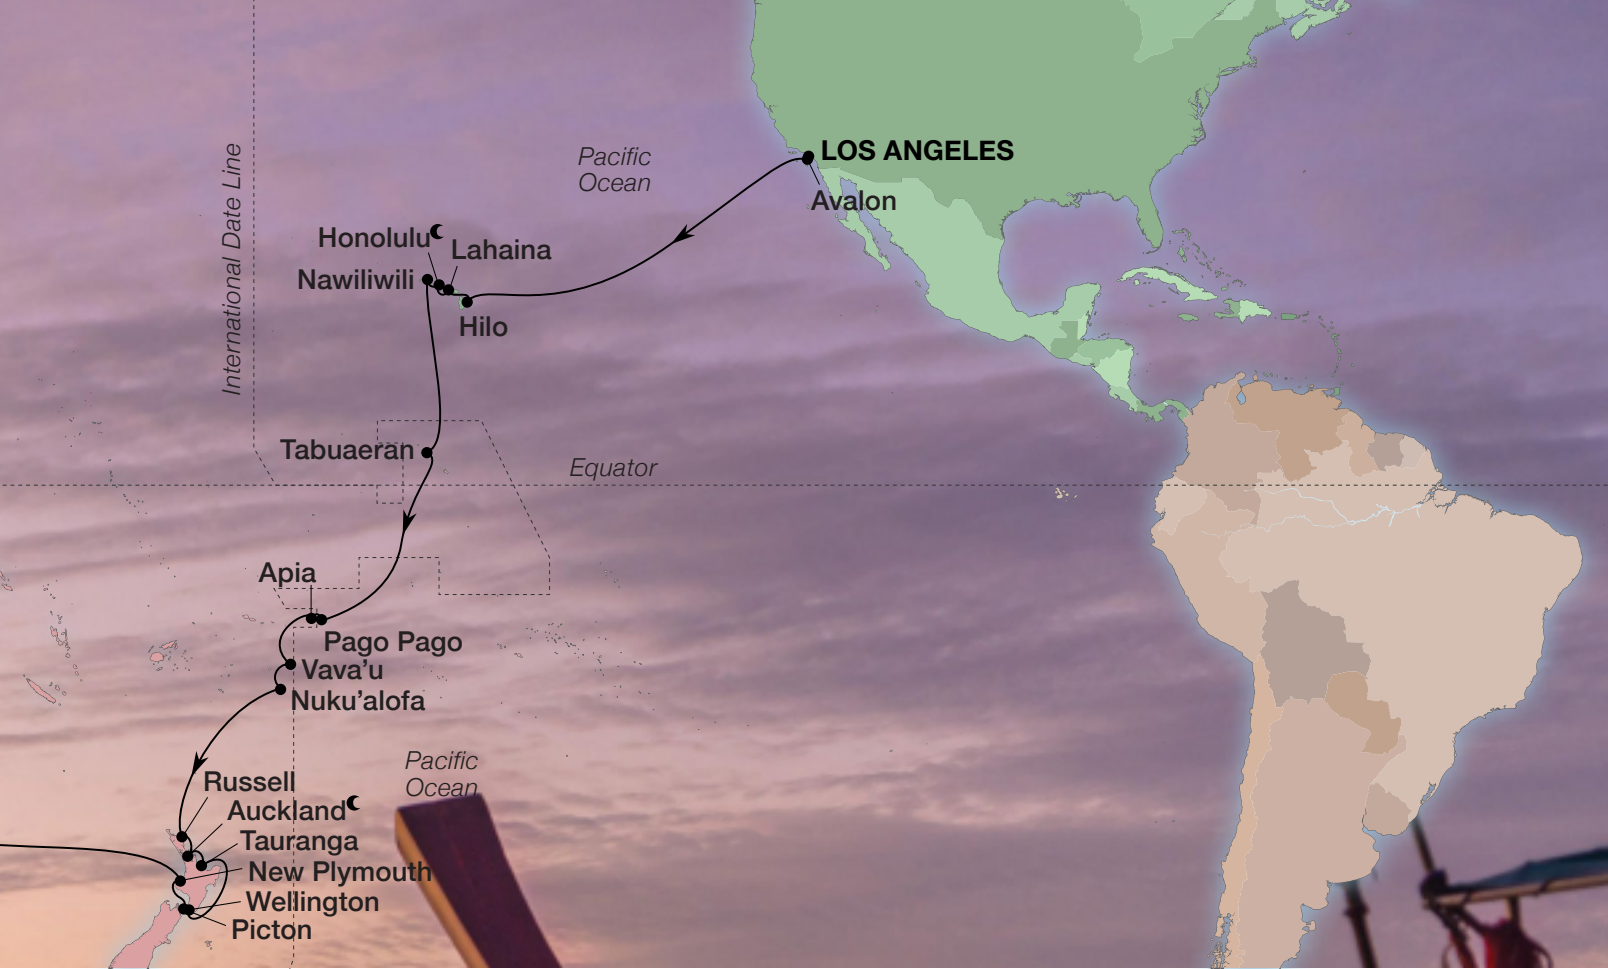 LOS ANGELES
Pacific
Ocean
Avalon
International Date Line
Honolulu
Lahaina
Nawiliwili
Hilo
Tabuaeran
Equator
Apia
Pago Pago
Vava’u
Nuku’alofa
Pacific
Ocean
Russell
Auckland
Tauranga
New Plymouth
Wellington
Picton